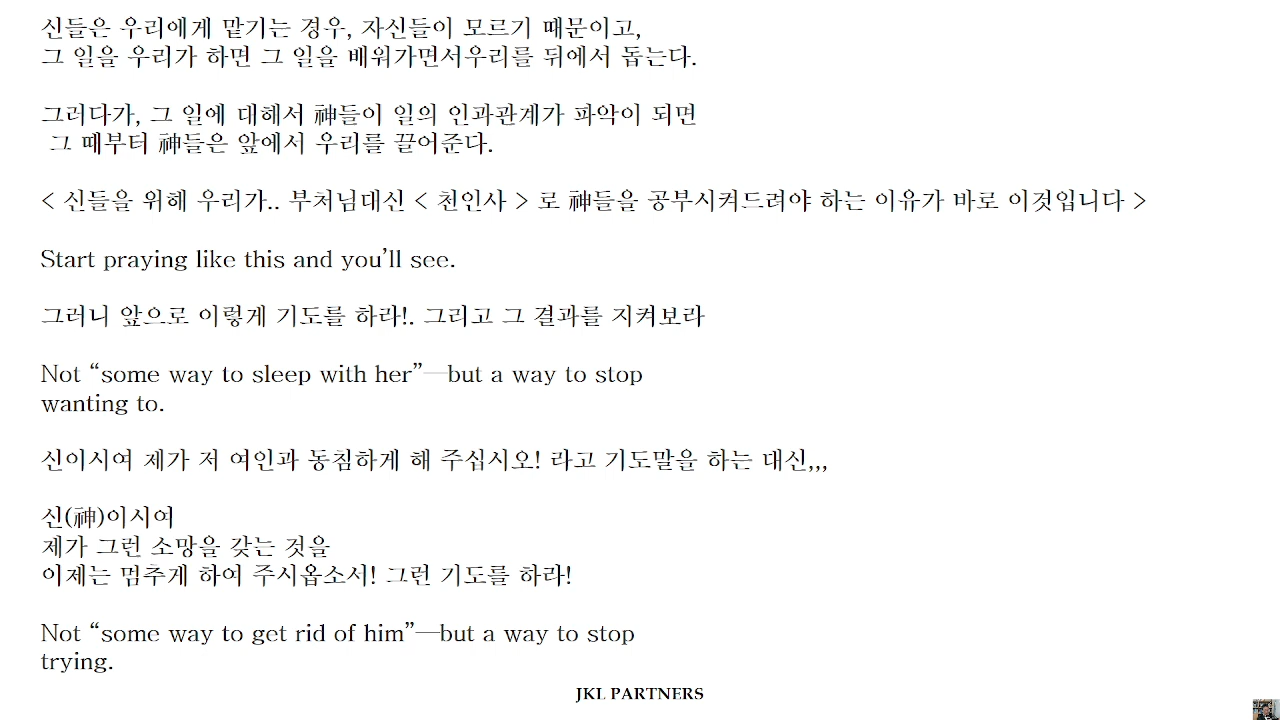 신들은 우리에게 맡기는 경우, 자신들이 모르기 때문이고,
그 일을 우리가 하면 그 일을 배워가면서우리를 뒤에서 돕는다.
그러다가, 그 일에 대해서 神들이 일의 인과관계가 파악이 되면
그 때부터 神들은 앞에서 우리를 끌어준다.
< 신들을 위해 우리가.. 부처님대신 < 천인사 > 로 神들을 공부시켜드려야 하는 이유가 바로 이것입니다 >
Start praying like this and you’ll see.
그러니 앞으로 이렇게 기도를 하라!. 그리고 그 결과를 지켜보라
Not “some way to sleep with her”—but a way to stop
wanting to.
신이시여 제가 저 여인과 동침하게 해 주십시오! 라고 기도말을 하는 대신,,,
신(神)이시여
제가 그런 소망을 갖는 것을
이제는 멈추게 하여 주시옵소서! 그런 기도를 하라!
Not “some way to get rid of him”—but a way to stop
trying.
JKL PARTNERS